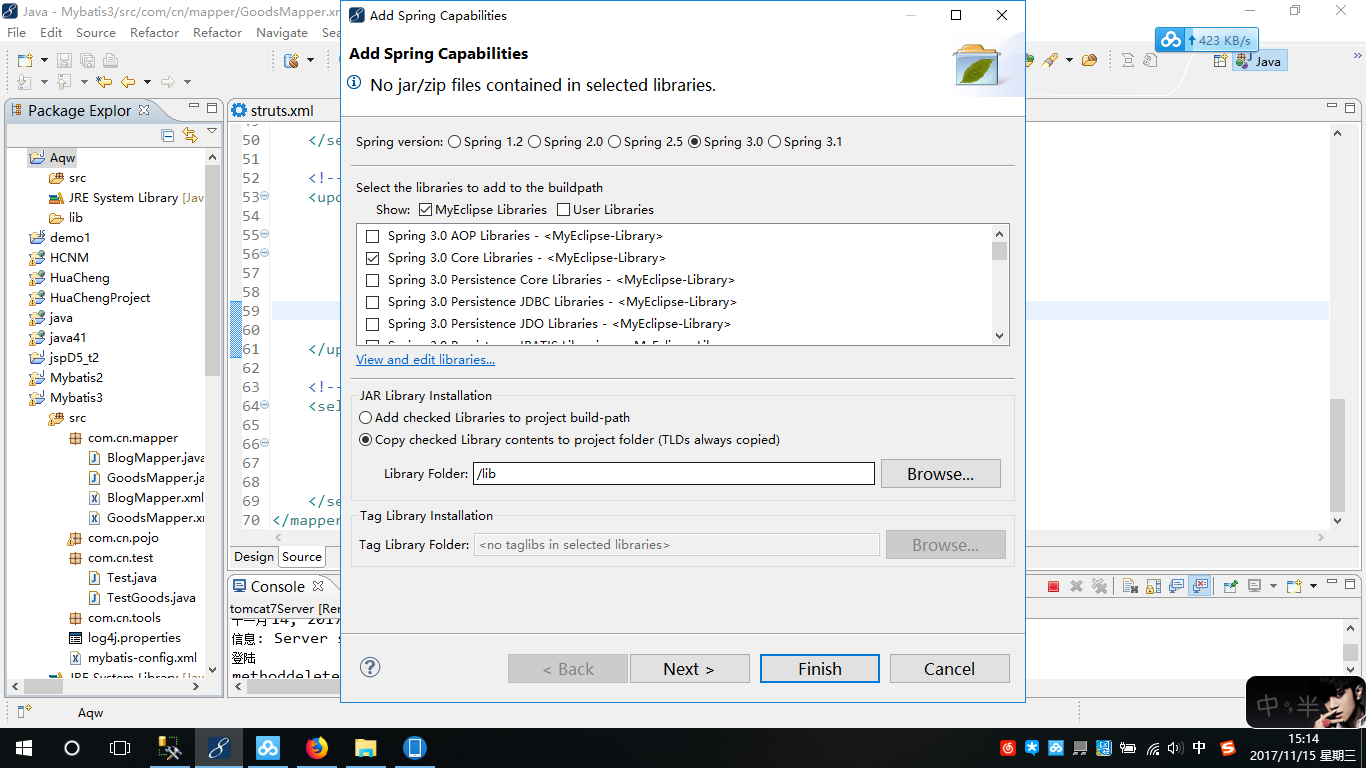 Java - Mybatis3/src/com/cn/mapper/GoodsMapper.xm
File Edit Source Refactor Refactor Navigate Sea
Add Spring Capabilities
Add Spring Capabilities
No jar/zip files contained in selected libraries.
423 KB/s
Java
Package Explor
struts.xml
Spring version: Spring 1.2 Spring 2.0 Spring 2.5 Spring 3.0 Spring 3.1
Select the libraries to add to the buildpath
Show: MyEclipse Libraries User Libraries
Spring 3.0 AOP Libraries - <MyEclipse-Library>
Spring 3.0 Core Libraries - <MyEclipse-Library>
Spring 3.0 Persistence Core Libraries - <MyEclipse-Library>
Spring 3.0 Persistence JDBC Libraries - <MyEclipse-Library>
Spring 3.0 Persistence JDO Libraries - <MyEclipse-Library>
View and edit libraries...
JAR Library Installation
Add checked Libraries to project build-path
Copy checked Library contents to project folder (TLDs always copied)
Library Folder: /lib Browse...
Tag Library Installation
Tag Library Folder: <no taglibs in selected libraries> Browse...
< Back Next > Finish Cancel
Aqw
src
JRE System Library [Jav
lib
demo1
HCNM
HuaCheng
HuaChengProject
java
java41
jspD5_t2
Mybatis2
Mybatis3
src
com.cn.mapper
BlogMapper.java
GoodsMapper.ja
BlogMapper.xml
GoodsMapper.xm
com.cn.pojo
com.cn.test
Test.java
TestGoods.java
com.cn.tools
log4j.properties
mybatis-config.xml
JRE System Library [Jav
50 </se
51
52 <!--
53 <upd
54
55
56
57
58
59
60
61 </up
62
63 <!--
64 <sel
65
66
67
68
69 </se
70 </mapper
Design Source
Console
tomcat7Server [Rem
十一月 14, 2017
信息: Server s
登陆
methoddelete
Aqw
中 半
中
15:14
2017/11/15 星期三